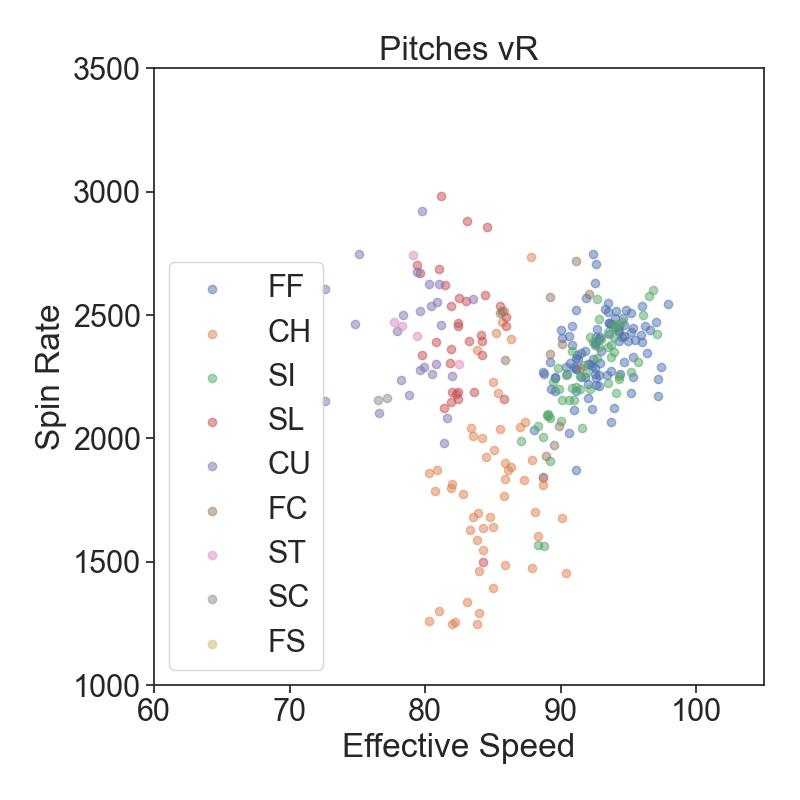 Pitches vR
3500
3000
2500
2000
1500
1000
Spin Rate
FF
CH
SI
SL
CU
FC
ST
SC
FS
60 70 80 90 100
Effective Speed